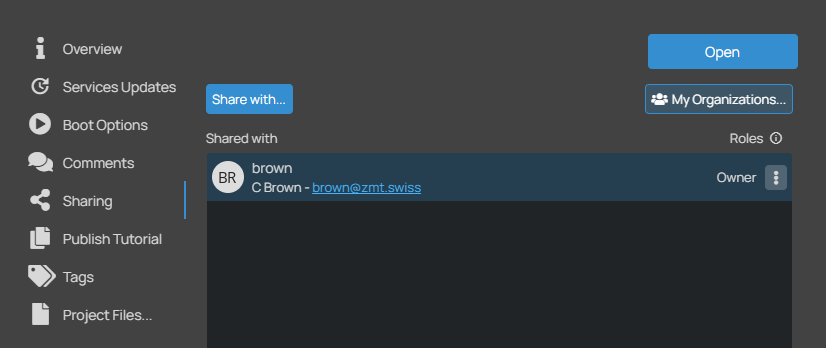 Overview
Services Updates
Boot Options
Comments
Sharing
Publish Tutorial
Tags
Project Files...
Open
Share with...
My Organizations...
Shared with
Roles
BR
brown
C Brown - brown@zmt.swiss
Owner